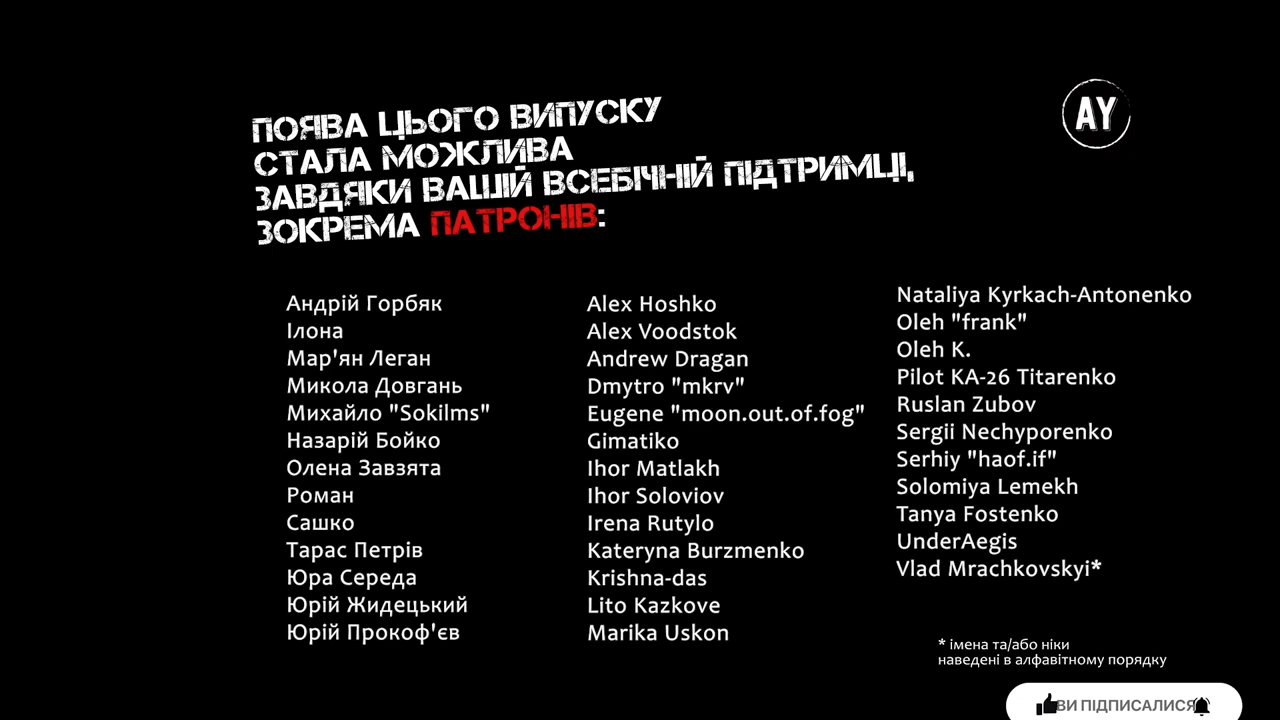 ПОЯВА ЦЬОГО ВИПУСКУ
СТАЛА МОЖЛИВА
ЗАВДЯКИ ВАШІЙ ВСЕБІЧНІЙ ПІДТРИМЦІ,
ЗОКРЕМА ПАТРОНІВ:
АУ
Андрій Горбяк
Ілона
Мар'ян Леган
Микола Довгань
Михайло "Sokilms"
Назарій Бойко
Олена Завзята
Роман
Сашко
Тарас Петрів
Юра Середа
Юрій Жидецький
Юрій Прокоф'єв
Alex Hoshko
Alex Voodstok
Andrew Dragan
Dmytro "mkrv"
Eugene "moon.out.of.fog"
Gimatiko
Ihor Matlakh
Ihor Soloviov
Irena Rutylo
Kateryna Burzmenko
Krishna-das
Lito Kazkove
Marika Uskon
Nataliya Kyrkach-Antonenko
Oleh "frank"
Oleh K.
Pilot KA-26 Titarenko
Ruslan Zubov
Sergii Nechyporenko
Serhiy "haof.if"
Solomiya Lemekh
Tanya Fostenko
UnderAegis
Vlad Mrachkovskyi*
* імена та/або ніки
наведені в алфавітному порядку
ВИ ПІДПИСАЛИСЯ